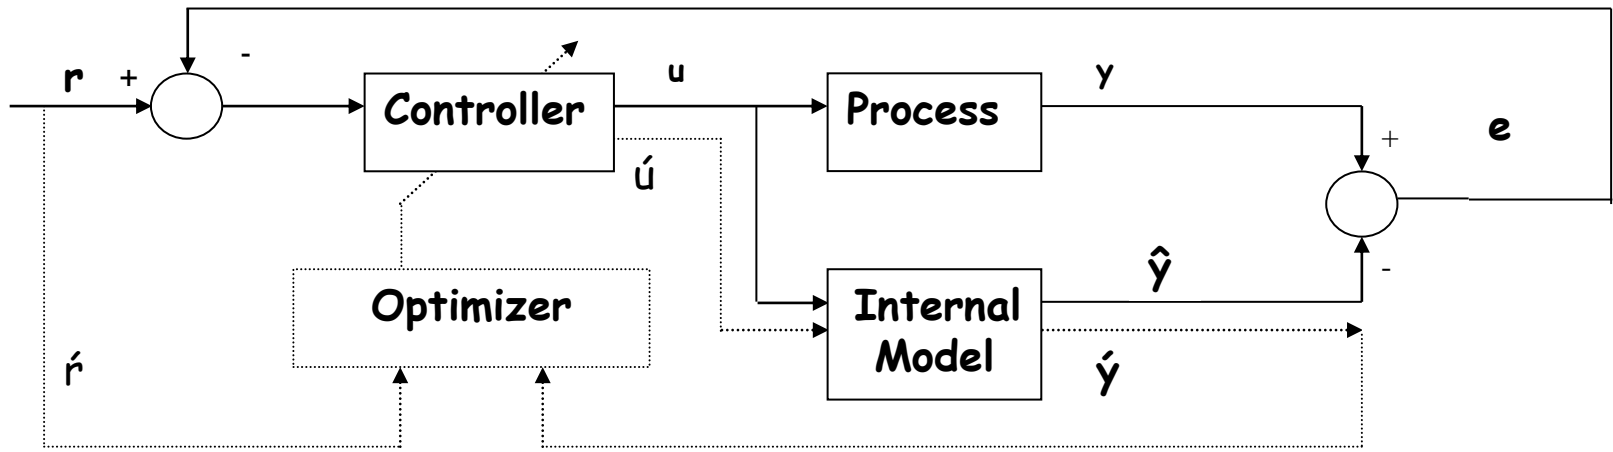 r + - u y
Controller Process
+ e
ú
ŷ
-
Optimizer Internal
Model
ŕ ý